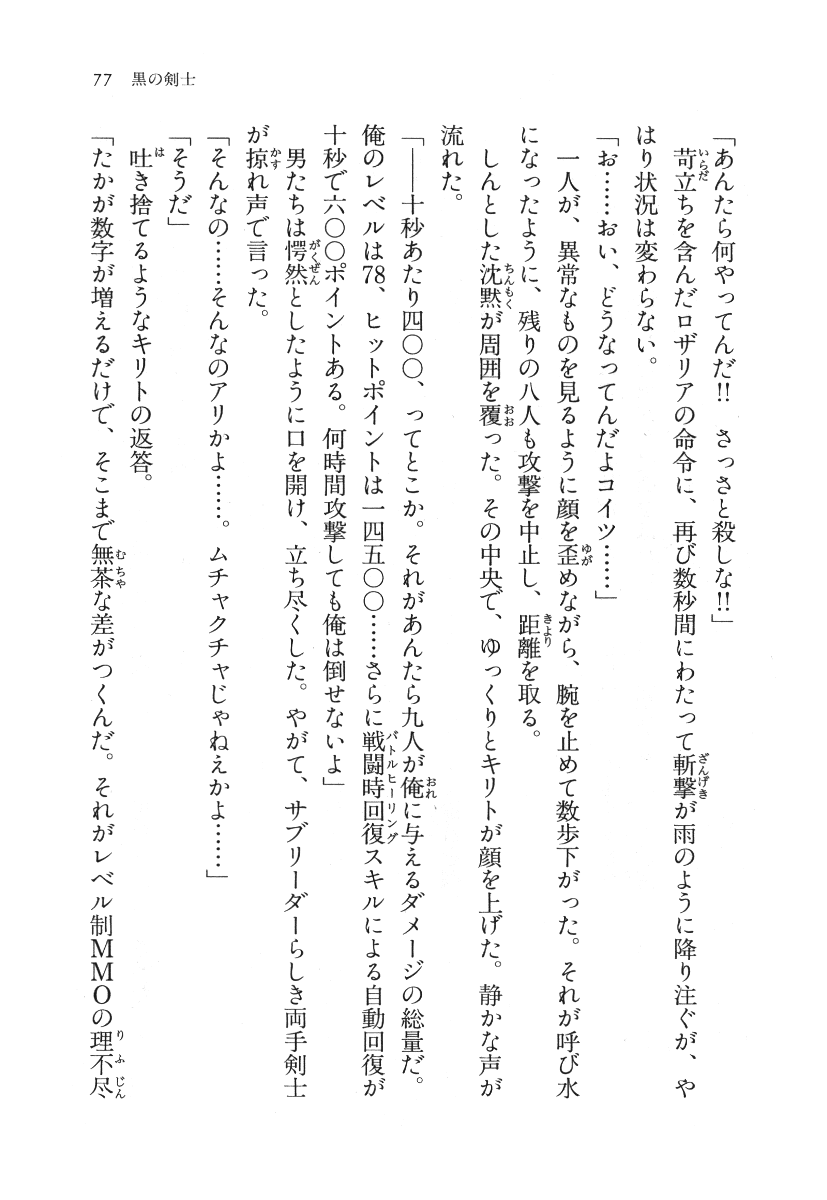 77　黒の剣士
「あんたら何やってんだ!!　さっさと殺しな!!」
　苛立ちを含んだロザリアの命令に、再び数秒間にわたって斬撃が雨のように降り注ぐが、や
はり状況は変わらない。
「お……おい、どうなってんだよコイツ……」
　一人が、異常なものを見るように顔を歪めながら、腕を止めて数歩下がった。それが呼び水
になったように、残りの八人も攻撃を中止し、距離を取る。
　しんとした沈黙が周囲を覆った。その中央で、ゆっくりとキリトが顔を上げた。静かな声が
流れた。
「――十秒あたり四〇〇、ってとこか。それがあんたら九人が俺に与えるダメージの総量だ。
俺のレベルは78、ヒットポイントは一四五〇〇……さらに戦闘時回復スキルによる自動回復が
十秒で六〇〇ポイントある。何時間攻撃しても俺は倒せないよ」
　男たちは愕然としたように口を開け、立ち尽くした。やがて、サブリーダーらしき両手剣士
が掠れ声で言った。
「そんなの……そんなのアリかよ……。ムチャクチャじゃねえかよ……」
「そうだ」
　吐き捨てるようなキリトの返答。
「たかが数字が増えるだけで、そこまで無茶な差がつくんだ。それがレベル制ＭＭＯの理不尽